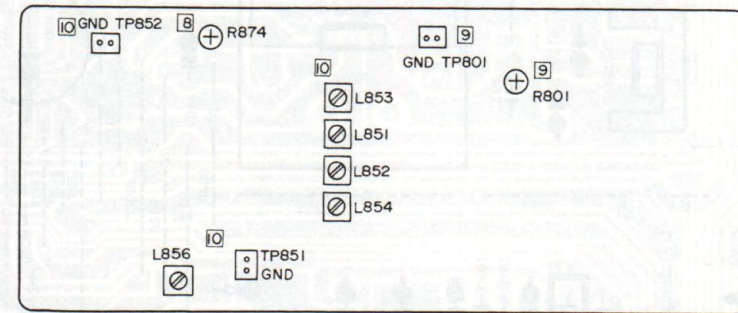 10 GND TP852
8 R874
9
GND TP801
9
R801
10
L853
L851
L852
L854
10
L856
TP851
GND